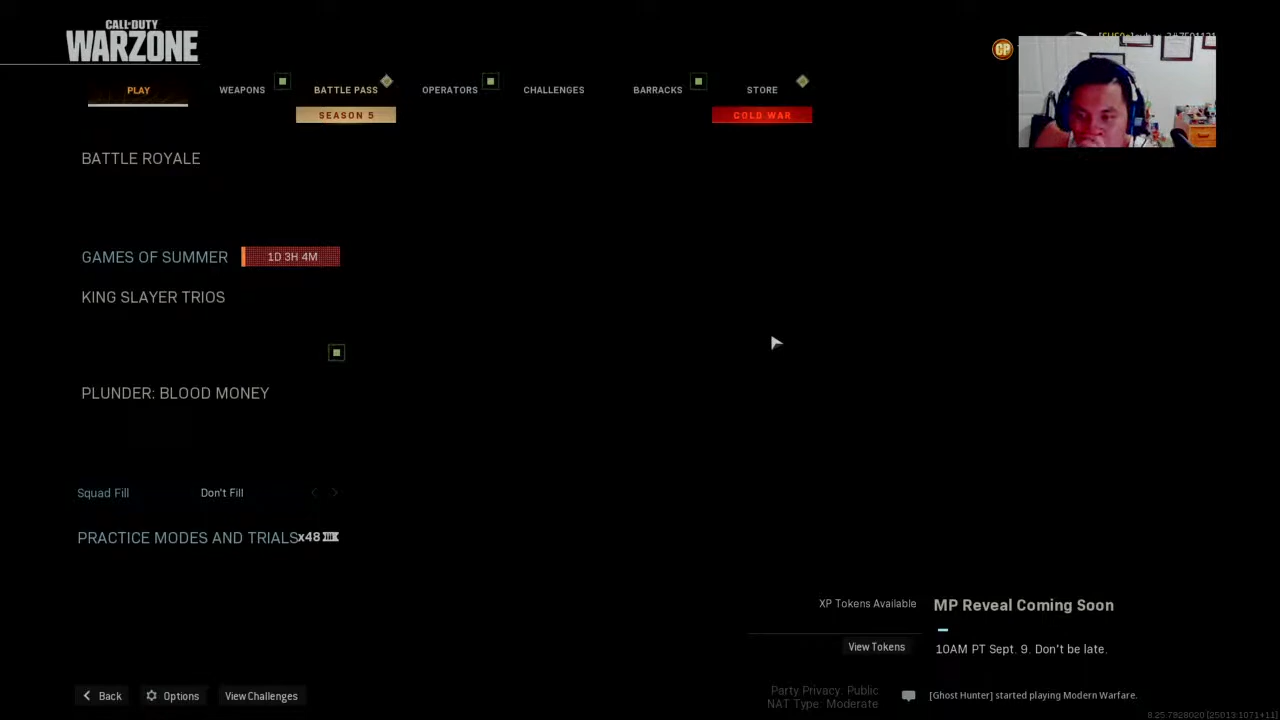 CALL OF DUTY
WARZONE
CP
PLAY
WEAPONS
BATTLE PASS
OPERATORS
CHALLENGES
BARRACKS
STORE
SEASON 5
COLD WAR
BATTLE ROYALE
GAMES OF SUMMER
1D 3H 4M
KING SLAYER TRIOS
PLUNDER: BLOOD MONEY
Squad Fill
Don't Fill
PRACTICE MODES AND TRIALS
x48
XP Tokens Available
MP Reveal Coming Soon
View Tokens
10AM PT Sept. 9. Don't be late.
Back
Options
View Challenges
Party Privacy: Public
NAT Type: Moderate
[Ghost Hunter] started playing Modern Warfare.